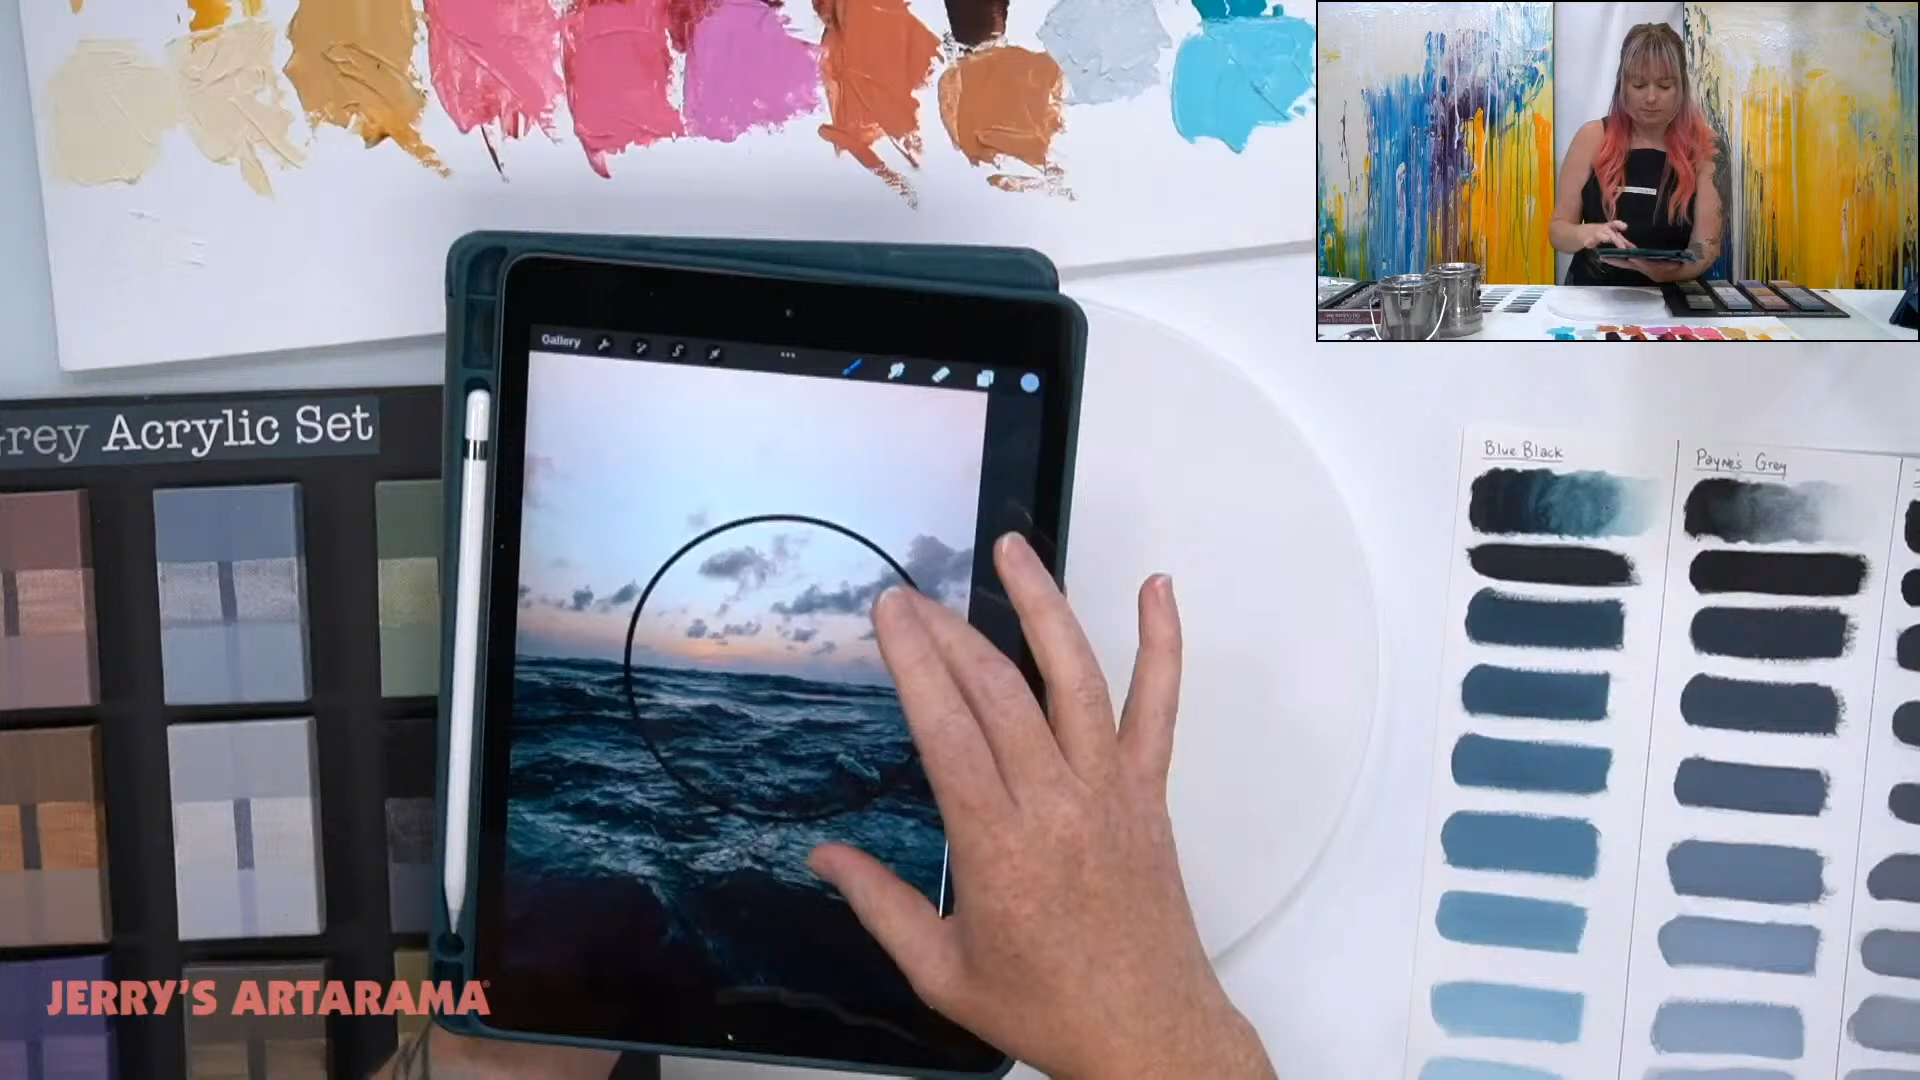 Gallery
Grey Acrylic Set
Blue Black
Payne's Grey
JERRY'S ARTARAMA